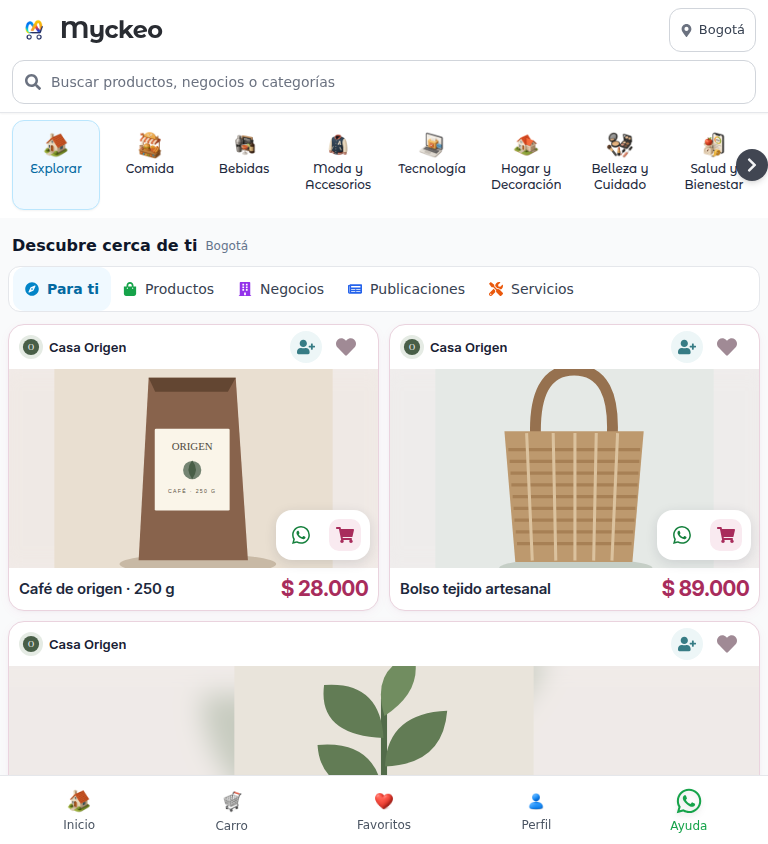 Myckeo
Bogotá
Buscar productos, negocios o categorías
Explorar
Comida
Bebidas
Moda y
Accesorios
Tecnología
Hogar y
Decoración
Belleza y
Cuidado
Salud y
Bienestar
Descubre cerca de ti Bogotá
Para ti
Productos
Negocios
Publicaciones
Servicios
O Casa Origen
ORIGEN
CAFÉ · 250 G
Café de origen · 250 g $ 28.000
O Casa Origen
Bolso tejido artesanal $ 89.000
O Casa Origen
Inicio
Carro
Favoritos
Perfil
Ayuda